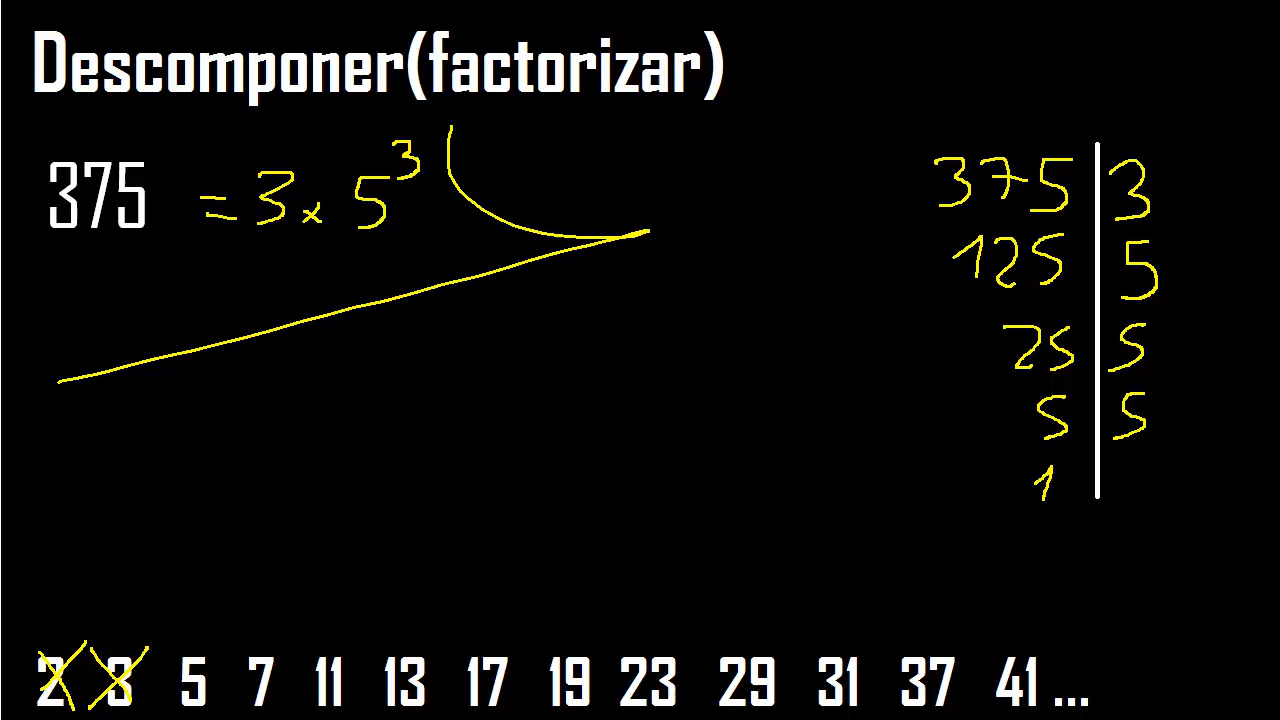 Descomponer(factorizar)
375 = 3 x 5³
375 | 3
125 | 5
25 | 5
5 | 5
1 |
2 3 5 7 11 13 17 19 23 29 31 37 41 ...